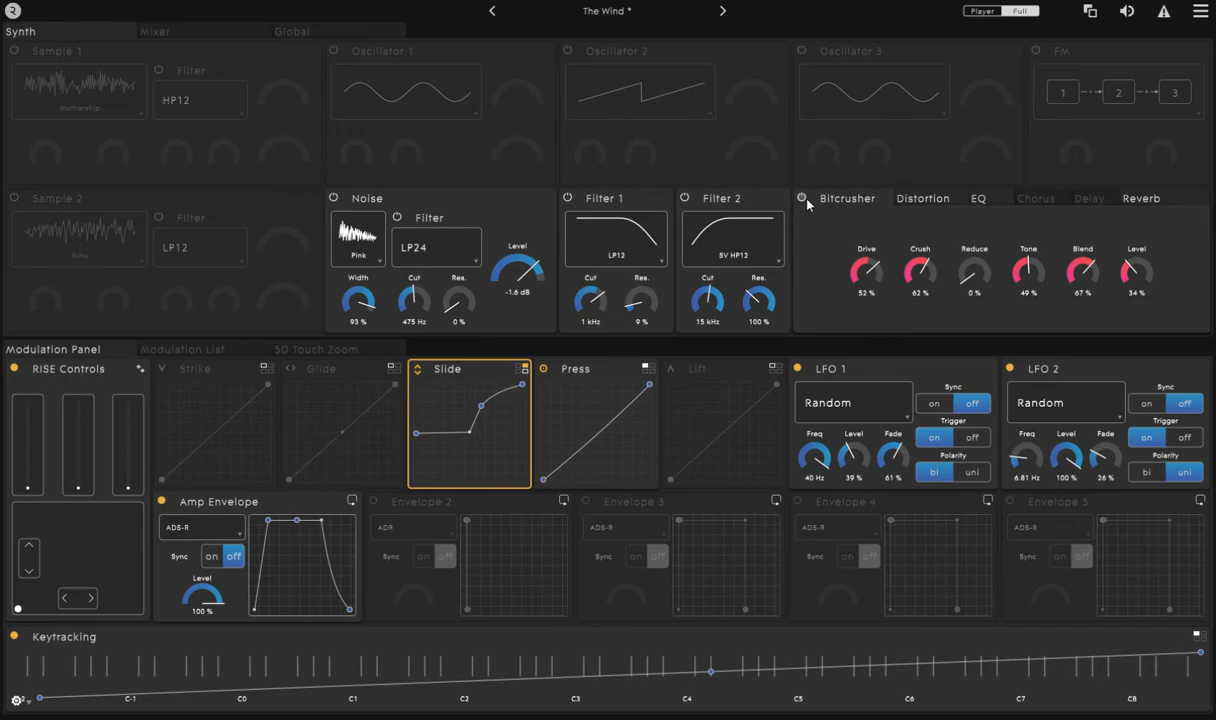 R
The Wind *
Player Full
Synth Mixer Global
Sample 1 Oscillator 1 Oscillator 2 Oscillator 3 FM
Filter
HP12
Mothership
1 2 3
Sample 2 Noise Filter 1 Filter 2 Bitcrusher Distortion EQ Chorus Delay Reverb
Filter Filter
LP12 LP24
Emu Pink LP12 SV HP12
Level
-1.6 dB
Width Cut Res. Cut Res. Cut Res.
93 % 475 Hz 0 % 1 kHz 9 % 15 kHz 100 %
Drive Crush Reduce Tone Blend Level
52 % 62 % 0 % 49 % 67 % 34 %
Modulation Panel Modulation List 5D Touch Zoom
RISE Controls Strike Glide Slide Press Lift LFO 1 LFO 2
Random Sync on off Random Sync on off
Trigger on off Trigger on off
Freq Level Fade Polarity Freq Level Fade Polarity
40 Hz 39 % 61 % bi uni 6.81 Hz 100 % 26 % bi uni
Amp Envelope Envelope 2 Envelope 3 Envelope 4 Envelope 5
ADS-R ADR ADS-R ADS-R ADS-R
Sync on off on off Sync on off Sync on off Sync on off
Level
100 %
Keytracking
C-1 C0 C1 C2 C3 C4 C5 C6 C7 C8